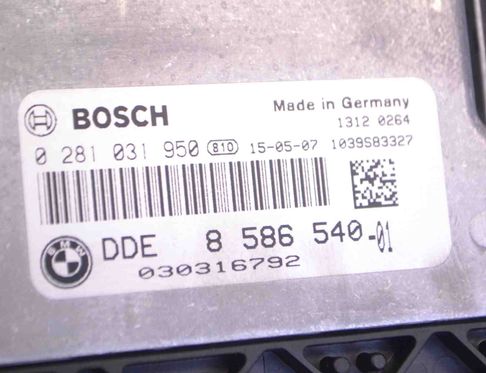 BOSCH Made in Germany
1312 0264
0 281 031 950 810 15-05-07 1039S83327
BMW DDE 8 586 540-01
030316792